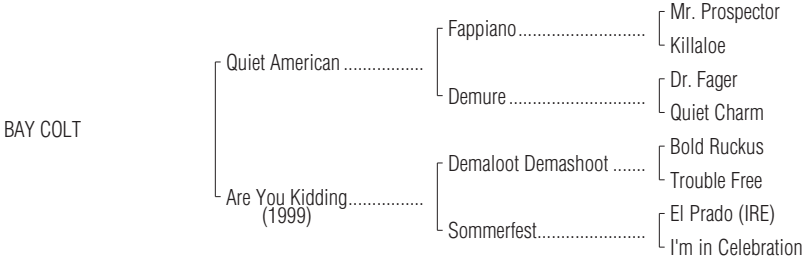 Mr. Prospector
Fappiano...........................
Killaloe
Quiet American .................
Dr. Fager
Demure.............................
Quiet Charm
BAY COLT
Bold Ruckus
Demaloot Demashoot .......
Trouble Free
Are You Kidding................
(1999)
El Prado (IRE)
Sommerfest.......................
I'm in Celebration